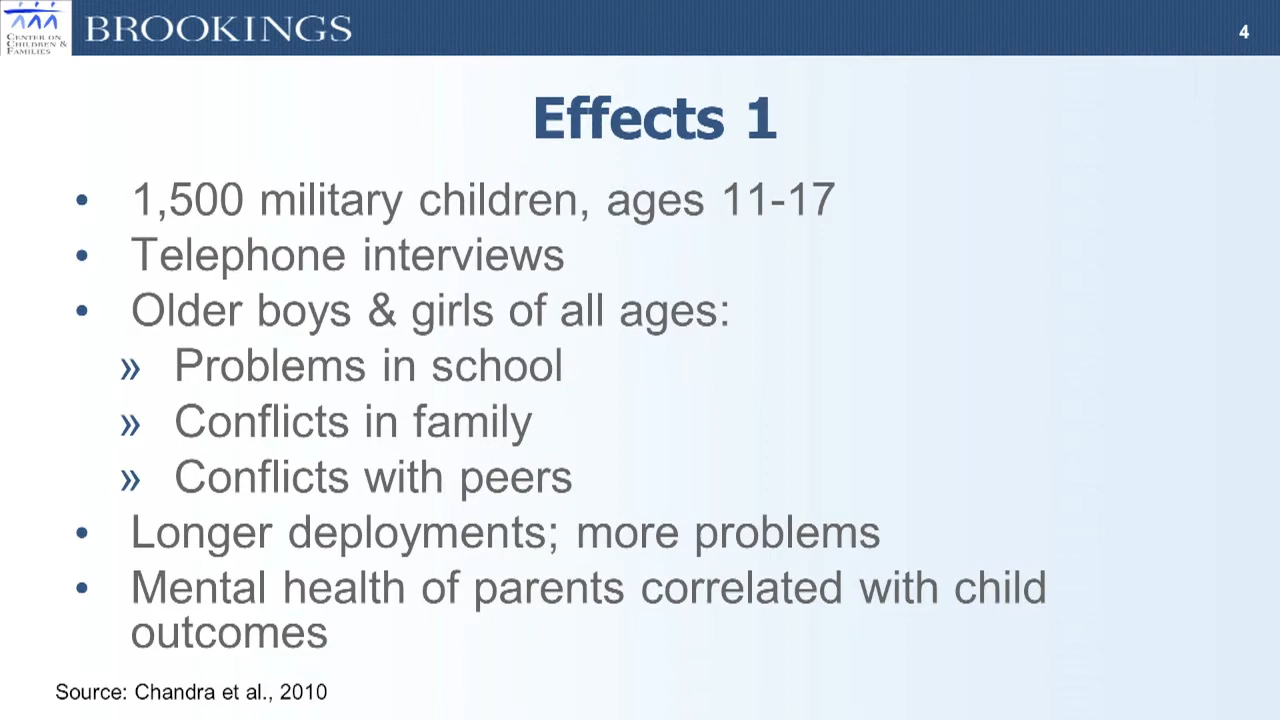 CENTER ON
CHILDREN &
FAMILIES
BROOKINGS
4
Effects 1
• 1,500 military children, ages 11-17
• Telephone interviews
• Older boys & girls of all ages:
» Problems in school
» Conflicts in family
» Conflicts with peers
• Longer deployments; more problems
• Mental health of parents correlated with child
outcomes
Source: Chandra et al., 2010